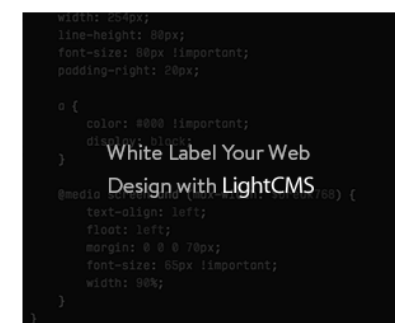 width: 254px;
line-height: 80px;
font-size: 80px !important;
padding-right: 20px;
a {
color: #000 !important;
display: block;
}
White Label Your Web
Design with LightCMS
@media screen and (max-width: $break768) {
text-align: left;
float: left;
margin: 0 0 0 70px;
font-size: 65px !important;
width: 90%;
}
}